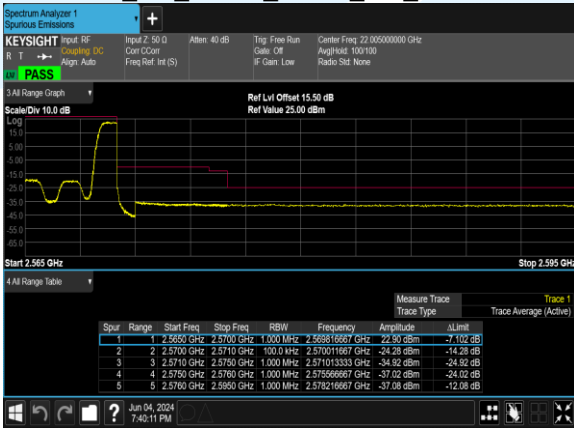 Spectrum Analyzer 1
Spurious Emissions
+
KEYSIGHT Input: RF Input Z: 50 Ω Atten: 40 dB Trig: Free Run Center Freq: 22.005000000 GHz
R T Coupling: DC Corr CCorr Gate: Off Avg|Hold: 100/100
Align: Auto Freq Ref: Int (S) IF Gain: Low Radio Std: None
PASS
3 All Range Graph Ref Lvl Offset 15.50 dB
Scale/Div 10.0 dB Ref Value 25.00 dBm
Log
15.0
5.00
-5.00
-15.0
-25.0
-35.0
-45.0
-55.0
-65.0
Start 2.565 GHz Stop 2.595 GHz
4 All Range Table
Measure Trace Trace 1
Trace Type Trace Average (Active)
Spur Range Start Freq Stop Freq RBW Frequency Amplitude ΔLimit
1 1 2.5650 GHz 2.5700 GHz 1.000 MHz 2.569816667 GHz 22.90 dBm -7.102 dB
2 2 2.5700 GHz 2.5710 GHz 100.0 kHz 2.570011667 GHz -24.28 dBm -14.28 dB
3 3 2.5710 GHz 2.5750 GHz 1.000 MHz 2.571013333 GHz -34.92 dBm -24.92 dB
4 4 2.5750 GHz 2.5760 GHz 1.000 MHz 2.575566667 GHz -37.02 dBm -24.02 dB
5 5 2.5760 GHz 2.5950 GHz 1.000 MHz 2.578216667 GHz -37.08 dBm -12.08 dB
? Jun 04, 2024
7:40:11 PM